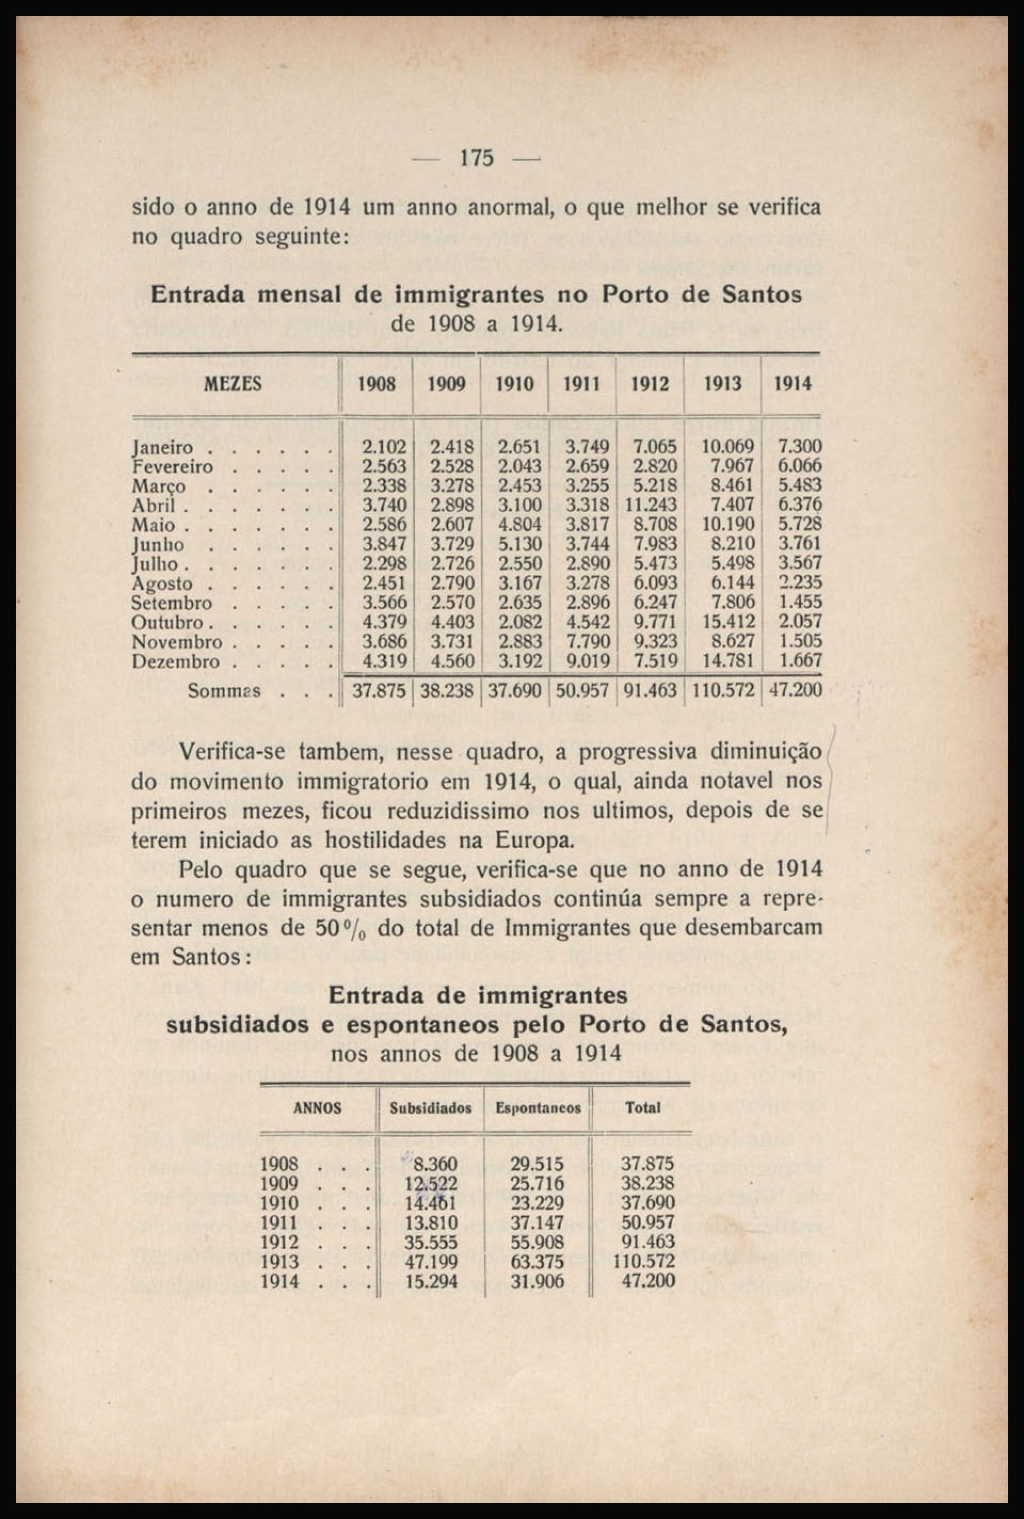 — 175 —
sido o anno de 1914 um anno anormal, o que melhor se verifica
no quadro seguinte:
Entrada mensal de immigrantes no Porto de Santos
de 1908 a 1914.
MEZES 1908 1909 1910 1911 1912 1913 1914
Janeiro . . . . . . 2.102 2.418 2.651 3.749 7.065 10.069 7.300
Fevereiro . . . . . 2.563 2.528 2.043 2.659 2.820 7.967 6.066
Março . . . . . . 2.338 3.278 2.453 3.255 5.218 8.461 5.483
Abril . . . . . . . 3.740 2.898 3.100 3.318 11.243 7.407 6.376
Maio . . . . . . . 2.586 2.607 4.804 3.817 8.708 10.190 5.728
Junho . . . . . . 3.847 3.729 5.130 3.744 7.983 8.210 3.761
Julho . . . . . . . 2.298 2.726 2.550 2.890 5.473 5.498 3.567
Agosto . . . . . . 2.451 2.790 3.167 3.278 6.093 6.144 2.235
Setembro . . . . . 3.566 2.570 2.635 2.896 6.247 7.806 1.455
Outubro . . . . . . 4.379 4.403 2.082 4.542 9.771 15.412 2.057
Novembro . . . . . 3.686 3.731 2.883 7.790 9.323 8.627 1.505
Dezembro . . . . . 4.319 4.560 3.192 9.019 7.519 14.781 1.667
Sommas . . . 37.875 38.238 37.690 50.957 91.463 110.572 47.200
Verifica-se tambem, nesse quadro, a progressiva diminuição
do movimento immigratorio em 1914, o qual, ainda notavel nos
primeiros mezes, ficou reduzidissimo nos ultimos, depois de se
terem iniciado as hostilidades na Europa.
Pelo quadro que se segue, verifica-se que no anno de 1914
o numero de immigrantes subsidiados continúa sempre a repre-
sentar menos de 50% do total de Immigrantes que desembarcam
em Santos:
Entrada de immigrantes
subsidiados e espontaneos pelo Porto de Santos,
nos annos de 1908 a 1914
ANNOS Subsidiados Espontaneos Total
1908 . . . 8.360 29.515 37.875
1909 . . . 12.522 25.716 38.238
1910 . . . 14.461 23.229 37.690
1911 . . . 13.810 37.147 50.957
1912 . . . 35.555 55.908 91.463
1913 . . . 47.199 63.375 110.572
1914 . . . 15.294 31.906 47.200